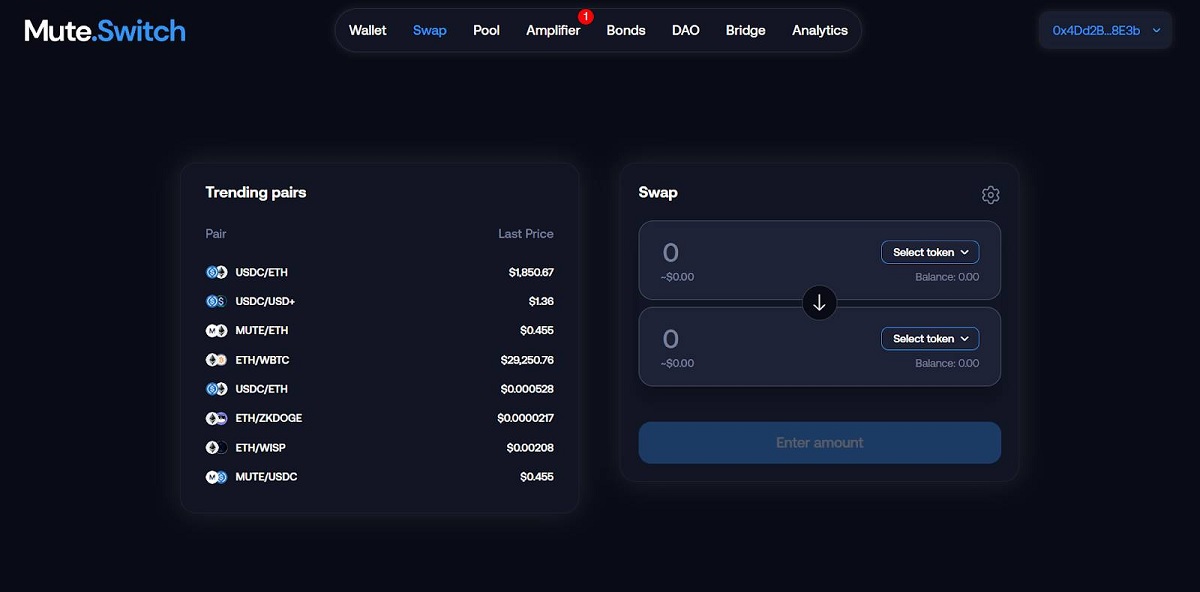 Mute.Switch
Wallet Swap Pool Amplifier 1 Bonds DAO Bridge Analytics
0x4Dd2B...8E3b
Trending pairs
Pair Last Price
USDC/ETH $1,850.67
USDC/USD+ $1.36
MUTE/ETH $0.455
ETH/WBTC $29,250.76
USDC/ETH $0.000528
ETH/ZKDOGE $0.0000217
ETH/WISP $0.00208
MUTE/USDC $0.455
Swap
0 Select token
~$0.00 Balance: 0.00
0 Select token
~$0.00 Balance: 0.00
Enter amount